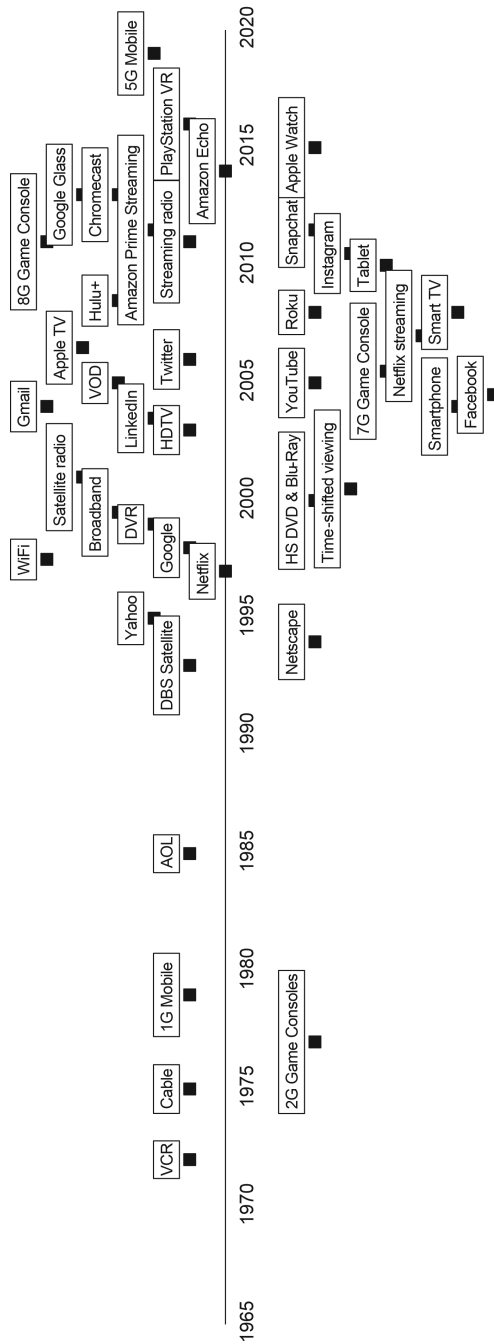 WiFi
Gmail
8G Game Console
Satellite radio
Apple TV
Google Glass
Broadband
VOD
Hulu+
Chromecast
Yahoo
DVR
LinkedIn
Amazon Prime Streaming
5G Mobile
VCR
Cable
1G Mobile
AOL
DBS Satellite
Google
HDTV
Twitter
Streaming radio
PlayStation VR
Netflix
Amazon Echo
1965
1970
1975
1980
1985
1990
1995
2000
2005
2010
2015
2020
2G Game Consoles
Netscape
HS DVD & Blu-Ray
YouTube
Roku
Snapchat
Apple Watch
Time-shifted viewing
Instagram
7G Game Console
Tablet
Netflix streaming
Smartphone
Smart TV
Facebook